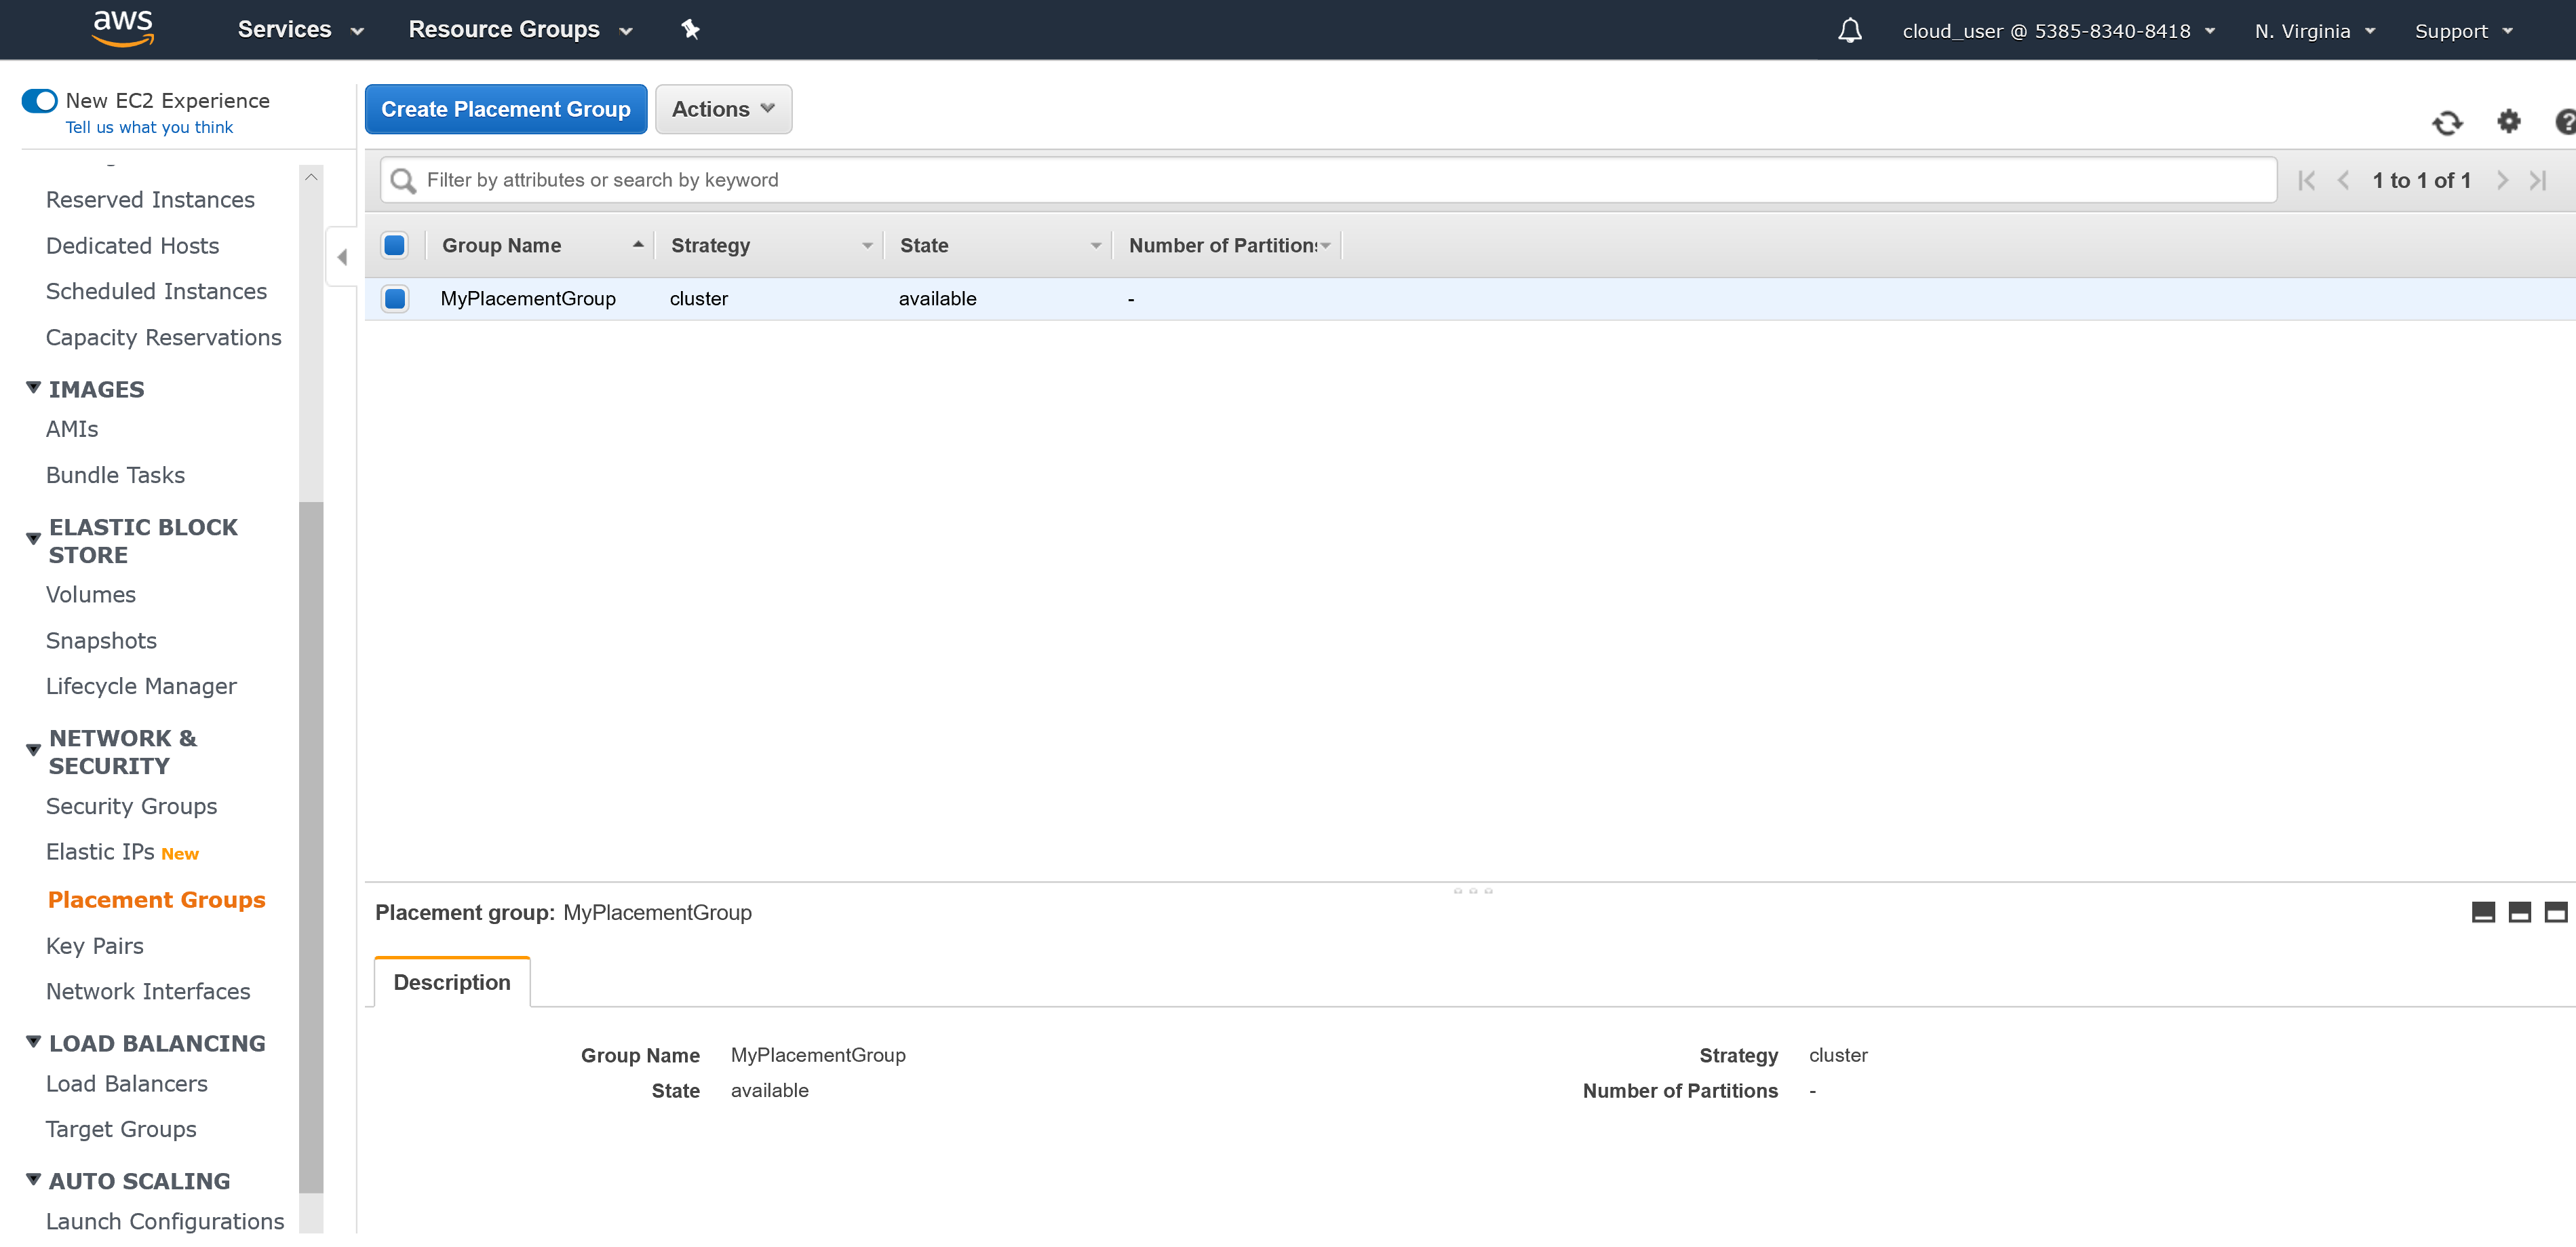 aws
Services
Resource Groups
cloud_user @ 5385-8340-8418
N. Virginia
Support
New EC2 Experience
Tell us what you think
Reserved Instances
Dedicated Hosts
Scheduled Instances
Capacity Reservations
IMAGES
AMIs
Bundle Tasks
ELASTIC BLOCK
STORE
Volumes
Snapshots
Lifecycle Manager
NETWORK &
SECURITY
Security Groups
Elastic IPs New
Placement Groups
Key Pairs
Network Interfaces
LOAD BALANCING
Load Balancers
Target Groups
AUTO SCALING
Launch Configurations
Create Placement Group
Actions
Filter by attributes or search by keyword
1 to 1 of 1
Group Name Strategy State Number of Partition
MyPlacementGroup cluster available -
Placement group: MyPlacementGroup
Description
Group Name MyPlacementGroup
State available
Strategy cluster
Number of Partitions -